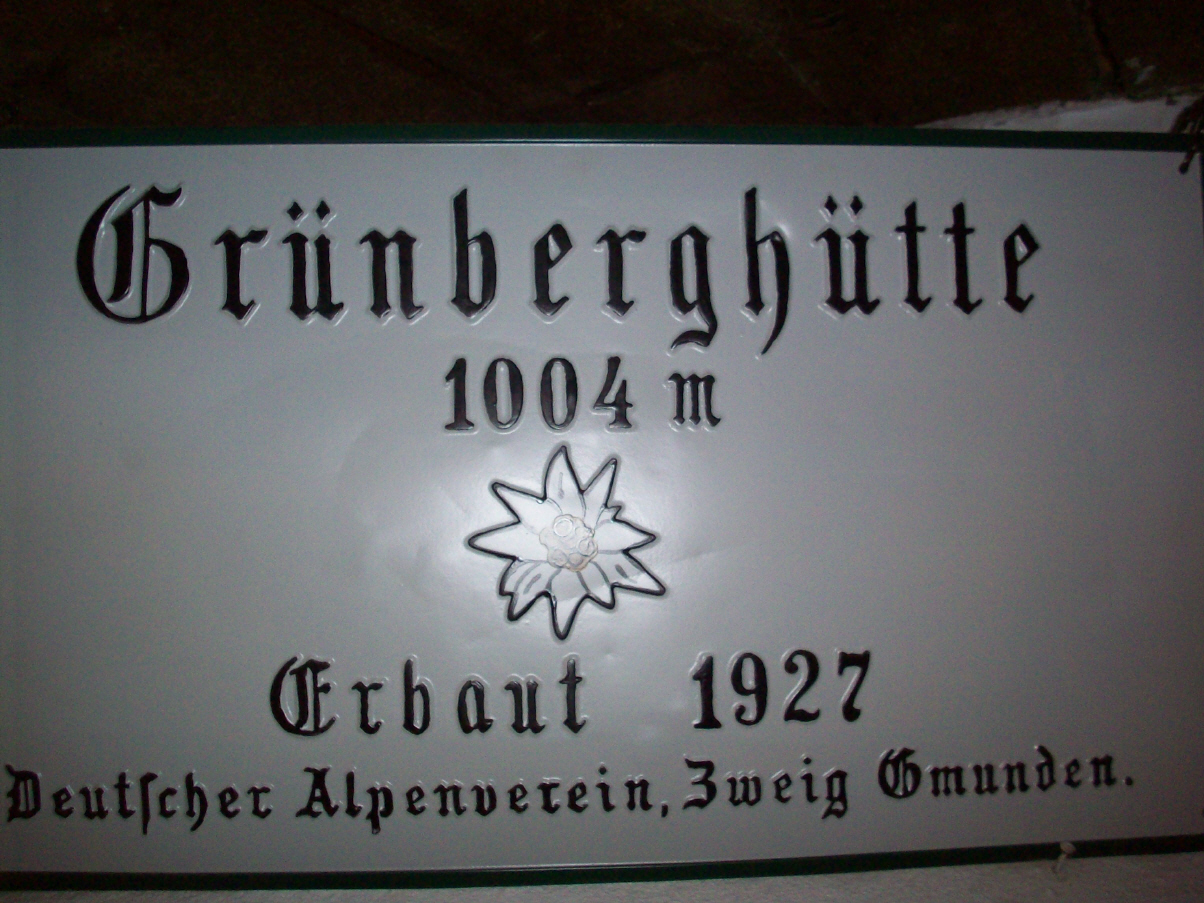 Grünberghütte
1004 m
Erbaut 1927
Deutſcher Alpenverein, Zweig Gmunden.